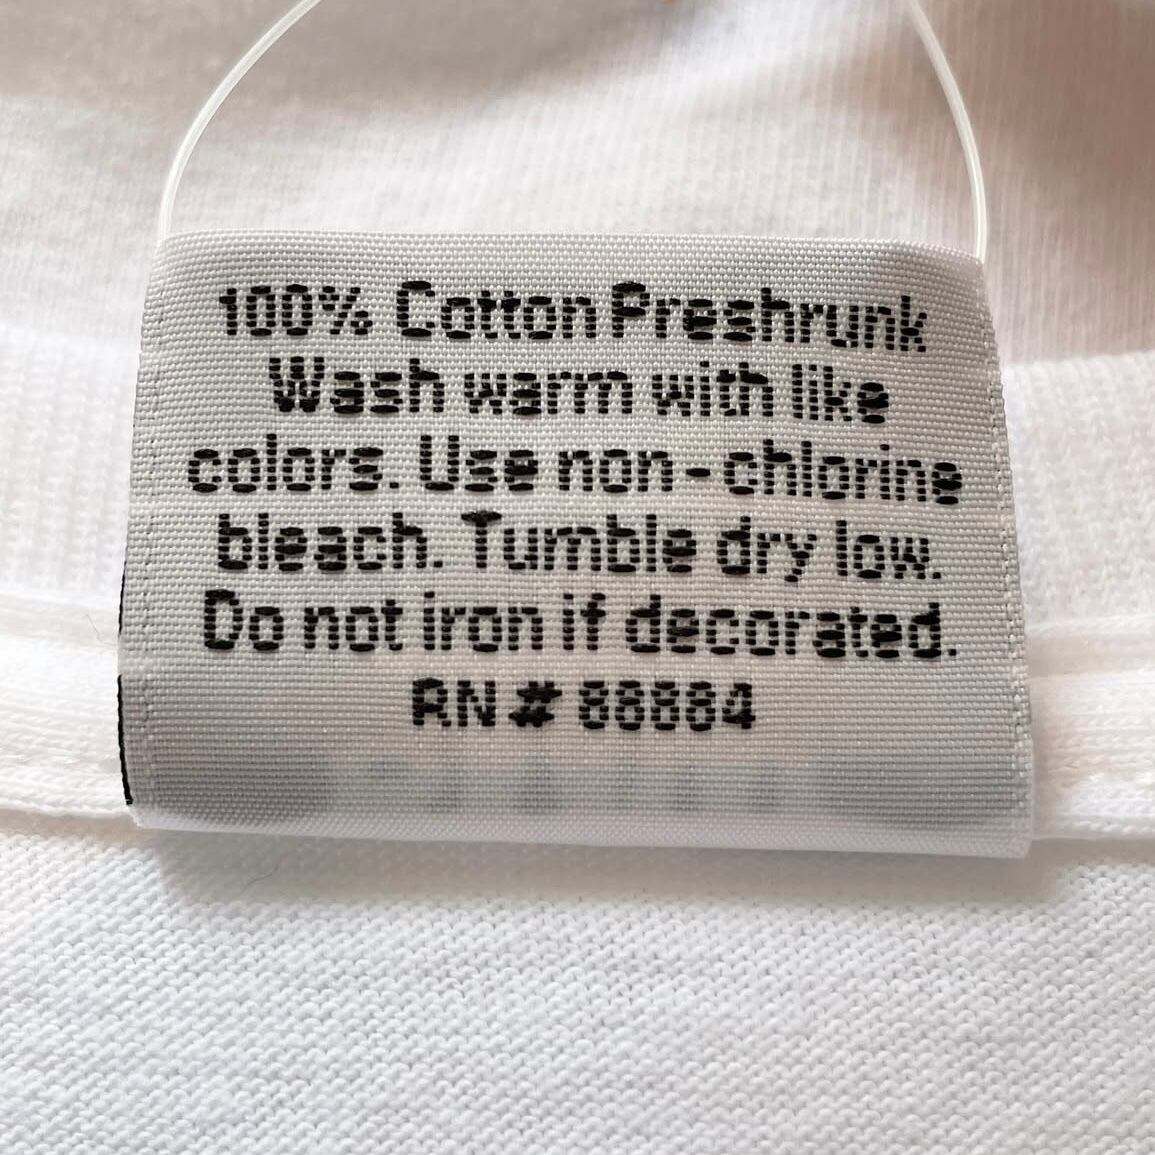 100% Cotton Preshrunk
Wash warm with like
colors. Use non-chlorine
bleach. Tumble dry low.
Do not iron if decorated.
RN # 88884